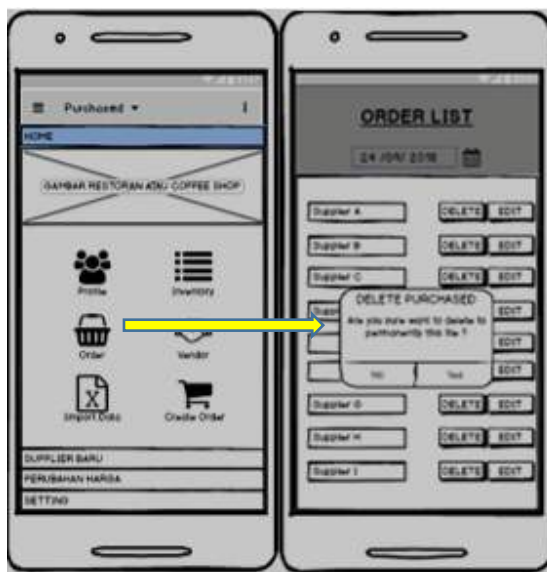 Purchased
HOME
GAMBAR RESTORAN ATAU COFFEE SHOP
Profile
Inventory
Order
Vendor
Import Data
Create Order
SUPPLIER BARU
PERUBAHAN HARGA
SETTING
ORDER LIST
24 /09/ 2018
Supplier A DELETE EDIT
Supplier B DELETE EDIT
Supplier C DELETE EDIT
DELETE PURCHASED
Are you sure want to delete to
permanently this file ?
No Yes
EDIT
EDIT
EDIT
Supplier G DELETE EDIT
Supplier H DELETE EDIT
Supplier I DELETE EDIT